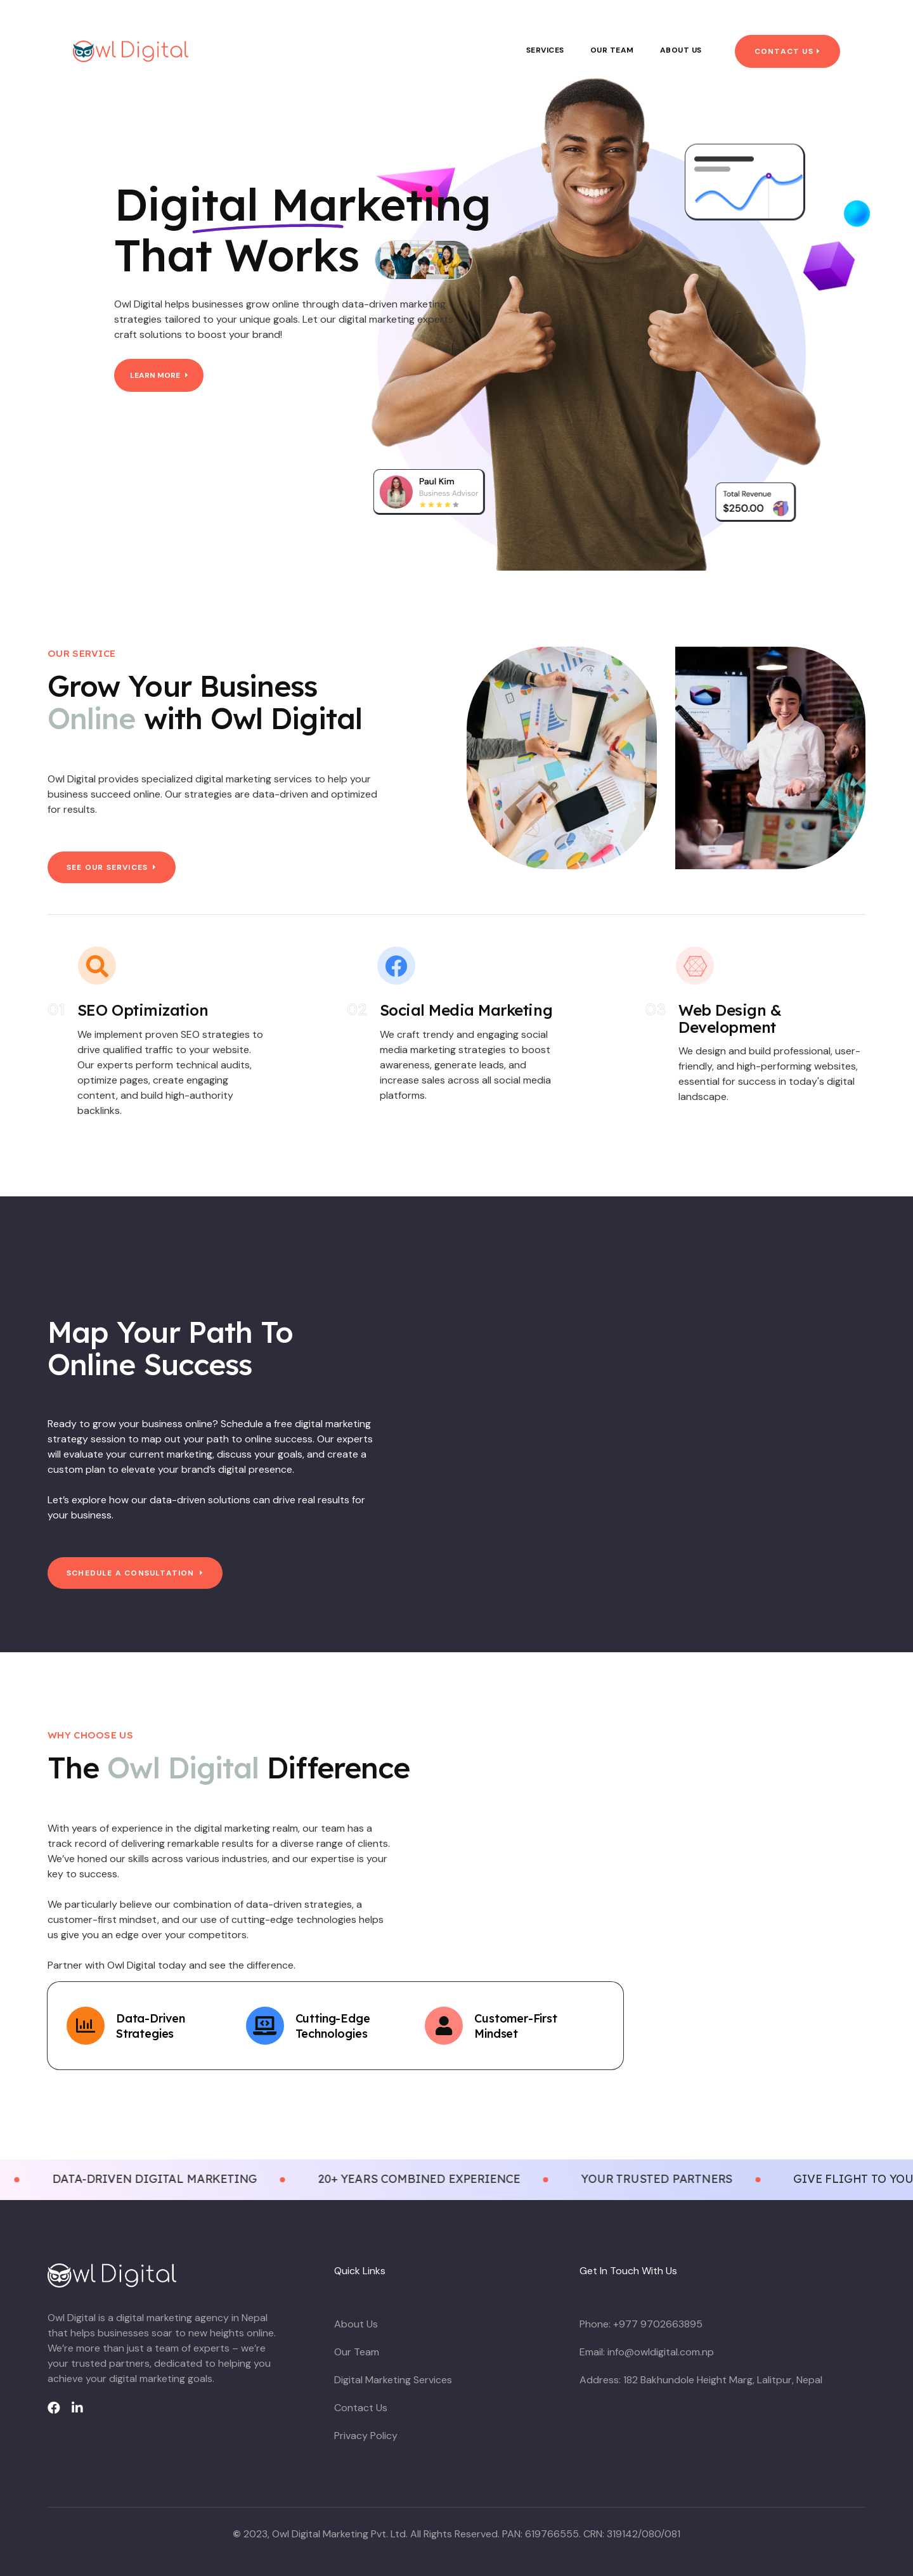 Owl Digital
SERVICES
OUR TEAM
ABOUT US
CONTACT US
Digital Marketing
That Works
Owl Digital helps businesses grow online through data-driven marketing
strategies tailored to your unique goals. Let our digital marketing experts
craft solutions to boost your brand!
LEARN MORE
Paul Kim
Business Advisor
Total Revenue
$250.00
OUR SERVICE
Grow Your Business
Online with Owl Digital
Owl Digital provides specialized digital marketing services to help your
business succeed online. Our strategies are data-driven and optimized
for results.
SEE OUR SERVICES
01
SEO Optimization
We implement proven SEO strategies to
drive qualified traffic to your website.
Our experts perform technical audits,
optimize pages, create engaging
content, and build high-authority
backlinks.
02
Social Media Marketing
We craft trendy and engaging social
media marketing strategies to boost
awareness, generate leads, and
increase sales across all social media
platforms.
03
Web Design &
Development
We design and build professional, user-
friendly, and high-performing websites,
essential for success in today's digital
landscape.
Map Your Path To
Online Success
Ready to grow your business online? Schedule a free digital marketing
strategy session to map out your path to online success. Our experts
will evaluate your current marketing, discuss your goals, and create a
custom plan to elevate your brand’s digital presence.
Let’s explore how our data-driven solutions can drive real results for
your business.
SCHEDULE A CONSULTATION
WHY CHOOSE US
The Owl Digital Difference
With years of experience in the digital marketing realm, our team has a
track record of delivering remarkable results for a diverse range of clients.
We’ve honed our skills across various industries, and our expertise is your
key to success.
We particularly believe our combination of data-driven strategies, a
customer-first mindset, and our use of cutting-edge technologies helps
us give you an edge over your competitors.
Partner with Owl Digital today and see the difference.
Data-Driven
Strategies
Cutting-Edge
Technologies
Customer-First
Mindset
DATA-DRIVEN DIGITAL MARKETING
20+ YEARS COMBINED EXPERIENCE
YOUR TRUSTED PARTNERS
GIVE FLIGHT TO YOU
Owl Digital
Owl Digital is a digital marketing agency in Nepal
that helps businesses soar to new heights online.
We’re more than just a team of experts – we’re
your trusted partners, dedicated to helping you
achieve your digital marketing goals.
Quick Links
About Us
Our Team
Digital Marketing Services
Contact Us
Privacy Policy
Get In Touch With Us
Phone: +977 9702663895
Email: info@owldigital.com.np
Address: 182 Bakhundole Height Marg, Lalitpur, Nepal
© 2023, Owl Digital Marketing Pvt. Ltd. All Rights Reserved. PAN: 619766555. CRN: 319142/080/081